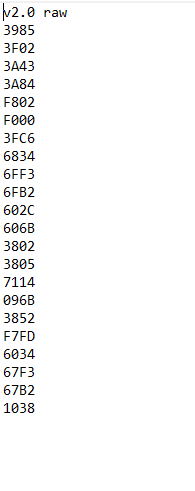 v2.0 raw
3985
3F02
3A43
3A84
F802
F000
3FC6
6834
6FF3
6FB2
602C
606B
3802
3805
7114
096B
3852
F7FD
6034
67F3
67B2
1038